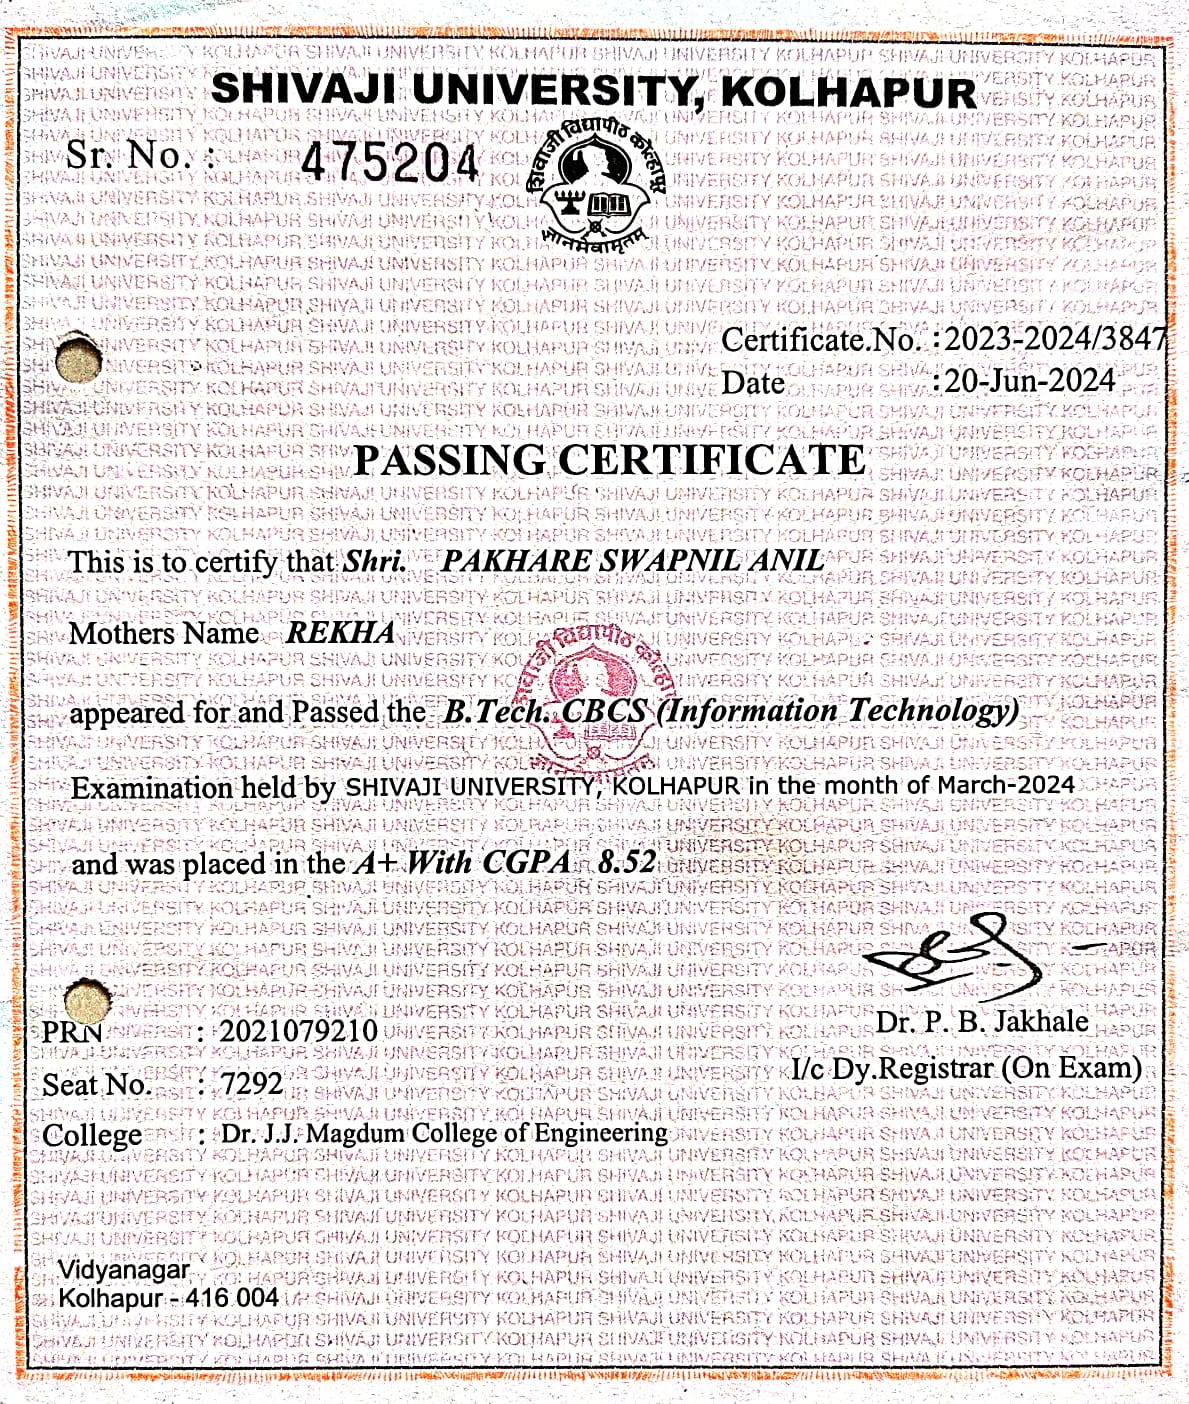 SHIVAJI UNIVERSITY, KOLHAPUR
Sr. No. : 475204
शिवाजी विद्यापीठ कोल्हापूर
ज्ञानमेवामृतम्
Certificate.No. :2023-2024/3847
Date :20-Jun-2024
PASSING CERTIFICATE
This is to certify that Shri. PAKHARE SWAPNIL ANIL
Mothers Name REKHA
शिवाजी विद्यापीठ कोल्हापूर
appeared for and Passed the B.Tech. CBCS (Information Technology)
Examination held by SHIVAJI UNIVERSITY, KOLHAPUR in the month of March-2024
and was placed in the A+ With CGPA 8.52
Dr. P. B. Jakhale
I/c Dy.Registrar (On Exam)
PRN : 2021079210
Seat No. : 7292
College : Dr. J.J. Magdum College of Engineering
Vidyanagar
Kolhapur - 416 004